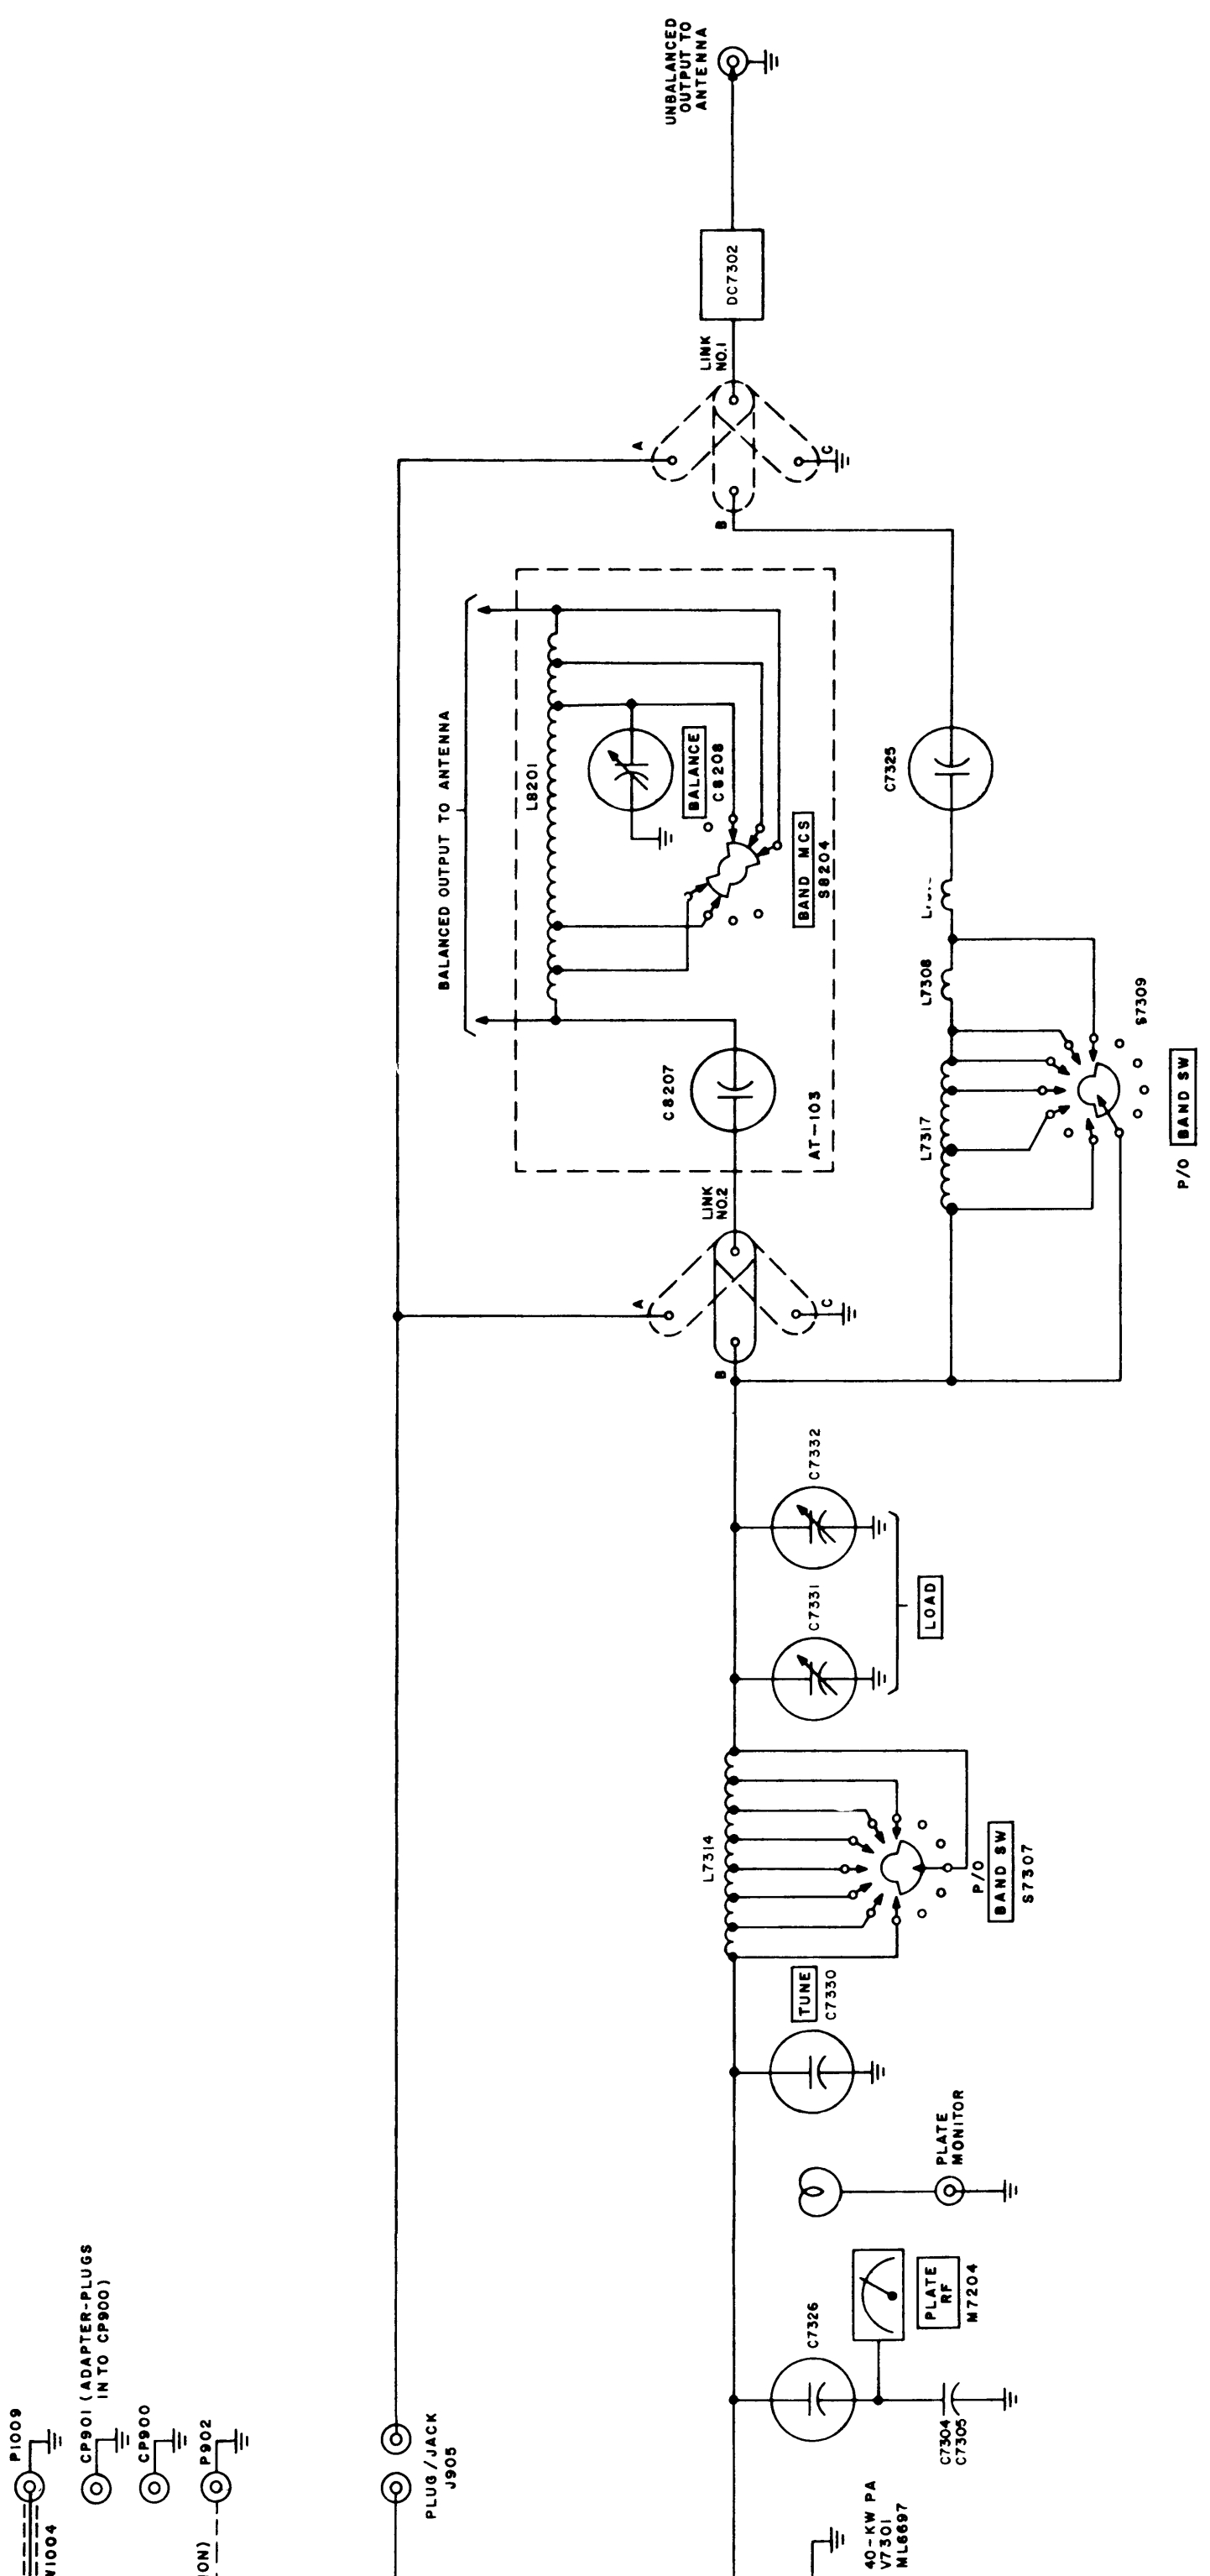 UNBALANCED
OUTPUT TO
ANTENNA
DC7302
LINK
NO.1
A
B
C
BALANCED OUTPUT TO ANTENNA
L8201
BALANCE
C8208
BAND MCS
S8204
C8207
AT-103
C7325
L7308
L7317
S7309
P/O BAND SW
LINK
NO.2
A
B
C
C7332
C7331
LOAD
L7314
P/O
BAND SW
S7307
TUNE
C7330
PLATE
MONITOR
C7326
PLATE
RF
M7204
C7304
C7305
40-KW PA
V7301
ML6697
PLUG/JACK
J905
P1009
CP901 (ADAPTER-PLUGS
INTO CP900)
CP900
P902